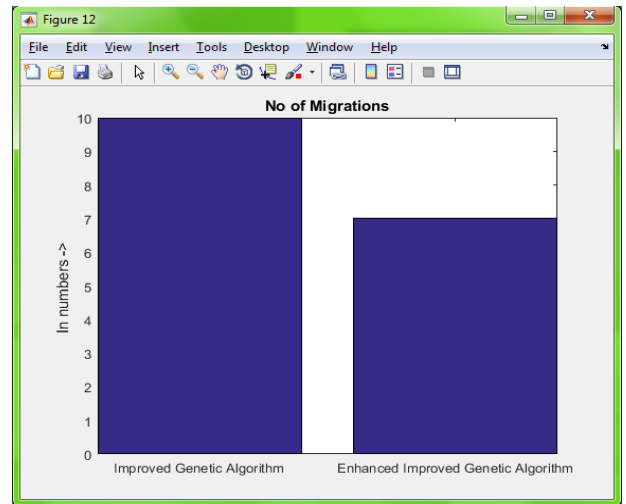 Figure 12
File Edit View Insert Tools Desktop Window Help
No of Migrations
10
9
8
7
6
5
4
3
2
1
0
In numbers ->
Improved Genetic Algorithm Enhanced Improved Genetic Algorithm